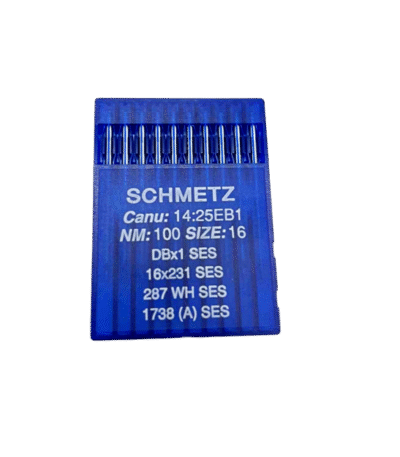 SCHMETZ
Canu: 14:25EB1
NM: 100 SIZE: 16
DBx1 SES
16x231 SES
287 WH SES
1738 (A) SES